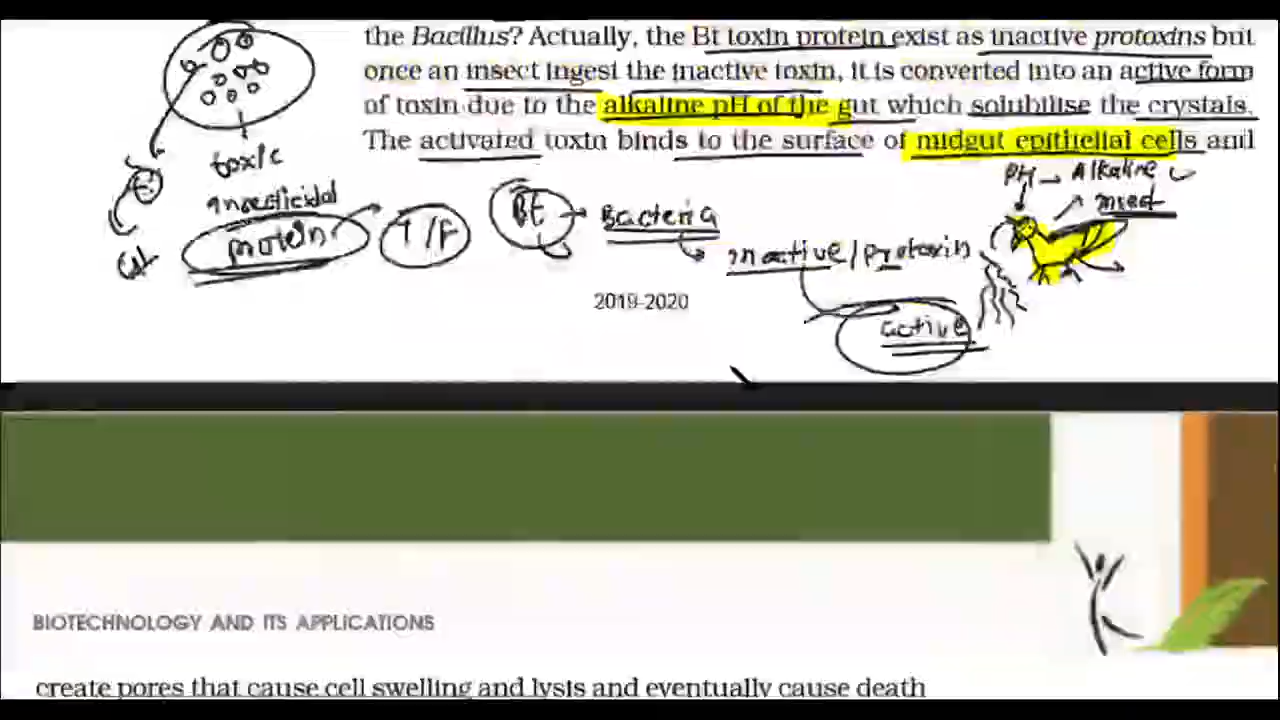 the Bacillus? Actually, the Bt toxin protein exist as inactive protoxins but
once an insect ingest the inactive toxin, it is converted into an active form
of toxin due to the alkaline pH of the gut which solubilise the crystals.
The activated toxin binds to the surface of midgut epithelial cells and
toxic
insecticidal
protein
Bt
Bacteria
inactive/Protoxin
active
PH → Alkaline
insect
2019-2020
BIOTECHNOLOGY AND ITS APPLICATIONS
create pores that cause cell swelling and lysis and eventually cause death